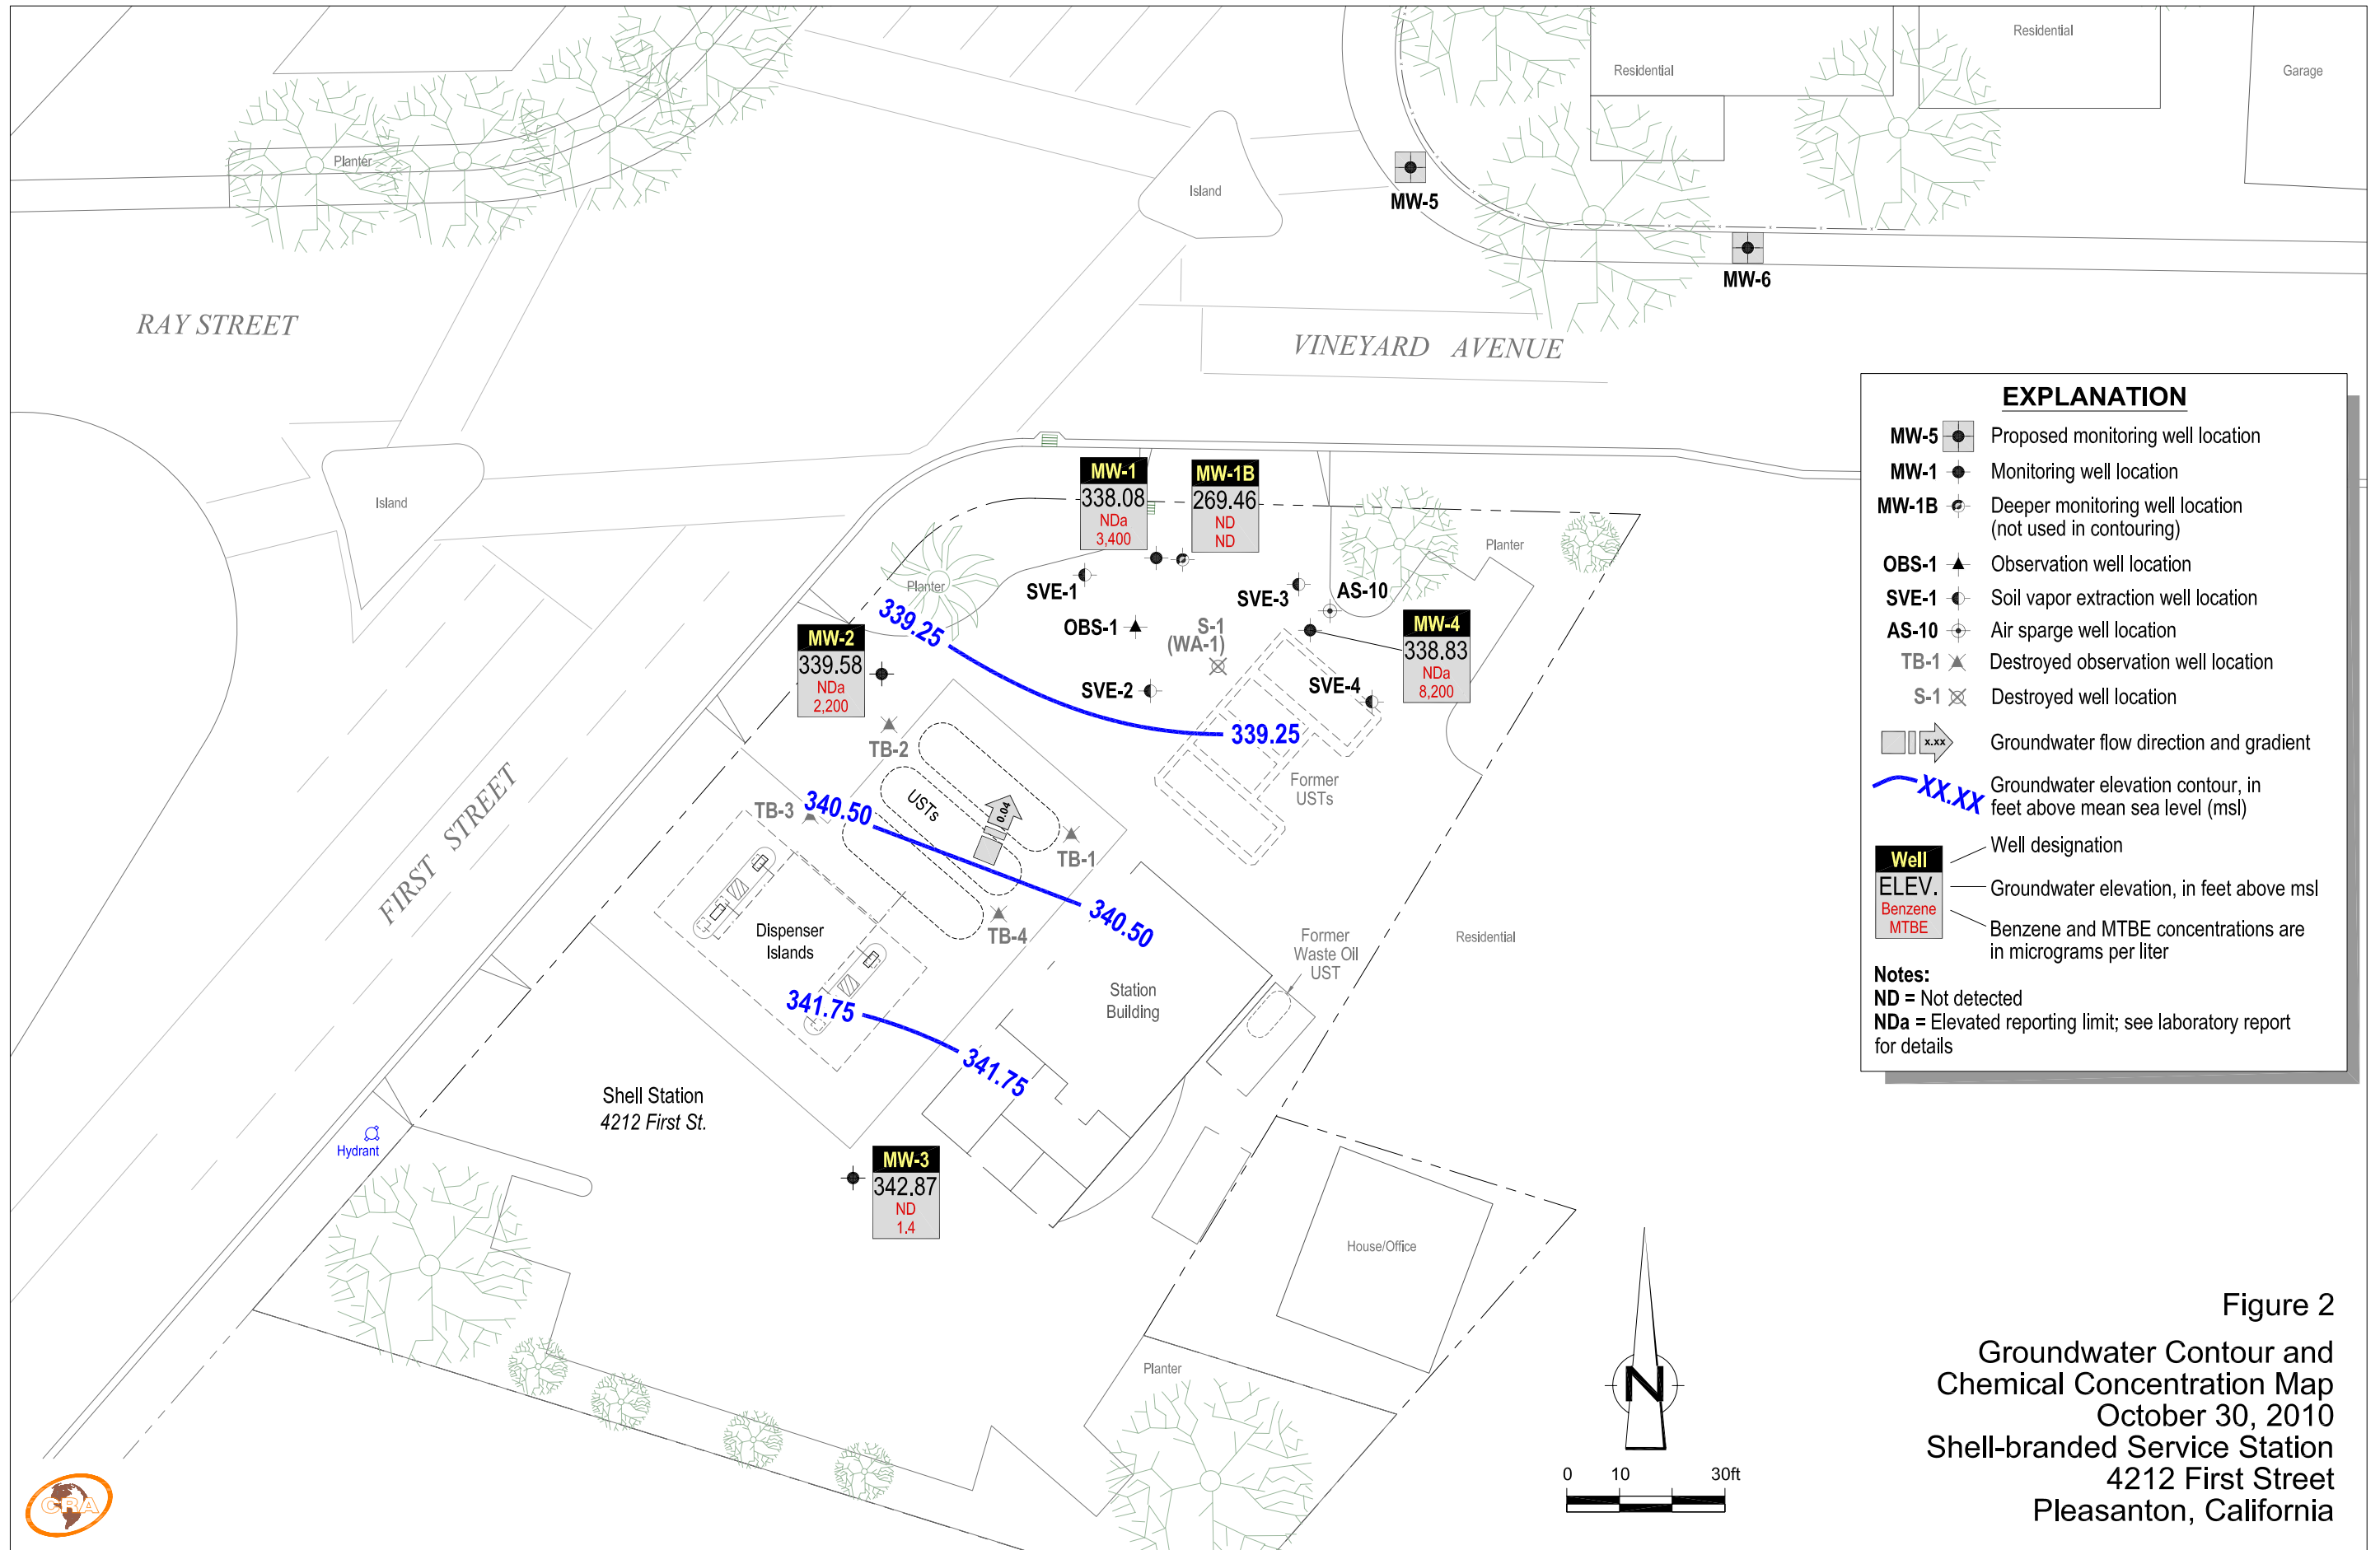 Residential
Residential
Garage
Planter
Island
MW-5
MW-6
RAY STREET
VINEYARD AVENUE
Island
FIRST STREET
MW-1
338.08
NDa
3,400
MW-1B
269.46
ND
ND
Planter
Planter
SVE-1
SVE-3
AS-10
OBS-1
S-1
(WA-1)
SVE-2
SVE-4
MW-2
339.58
NDa
2,200
MW-4
338.83
NDa
8,200
339.25
339.25
TB-2
TB-3
340.50
USTs
0.04
TB-1
TB-4
340.50
Former
USTs
Dispenser
Islands
Former
Waste Oil
UST
Residential
Station
Building
341.75
341.75
Shell Station
4212 First St.
Hydrant
MW-3
342.87
ND
1.4
House/Office
Planter
EXPLANATION
MW-5 Proposed monitoring well location
MW-1 Monitoring well location
MW-1B Deeper monitoring well location
(not used in contouring)
OBS-1 Observation well location
SVE-1 Soil vapor extraction well location
AS-10 Air sparge well location
TB-1 Destroyed observation well location
S-1 Destroyed well location
x.xx Groundwater flow direction and gradient
XX.XX Groundwater elevation contour, in
feet above mean sea level (msl)
Well Well designation
ELEV. Groundwater elevation, in feet above msl
Benzene
MTBE
Benzene and MTBE concentrations are
in micrograms per liter
Notes:
ND = Not detected
NDa = Elevated reporting limit; see laboratory report
for details
N
0 10 30ft
Figure 2
Groundwater Contour and
Chemical Concentration Map
October 30, 2010
Shell-branded Service Station
4212 First Street
Pleasanton, California
CRA